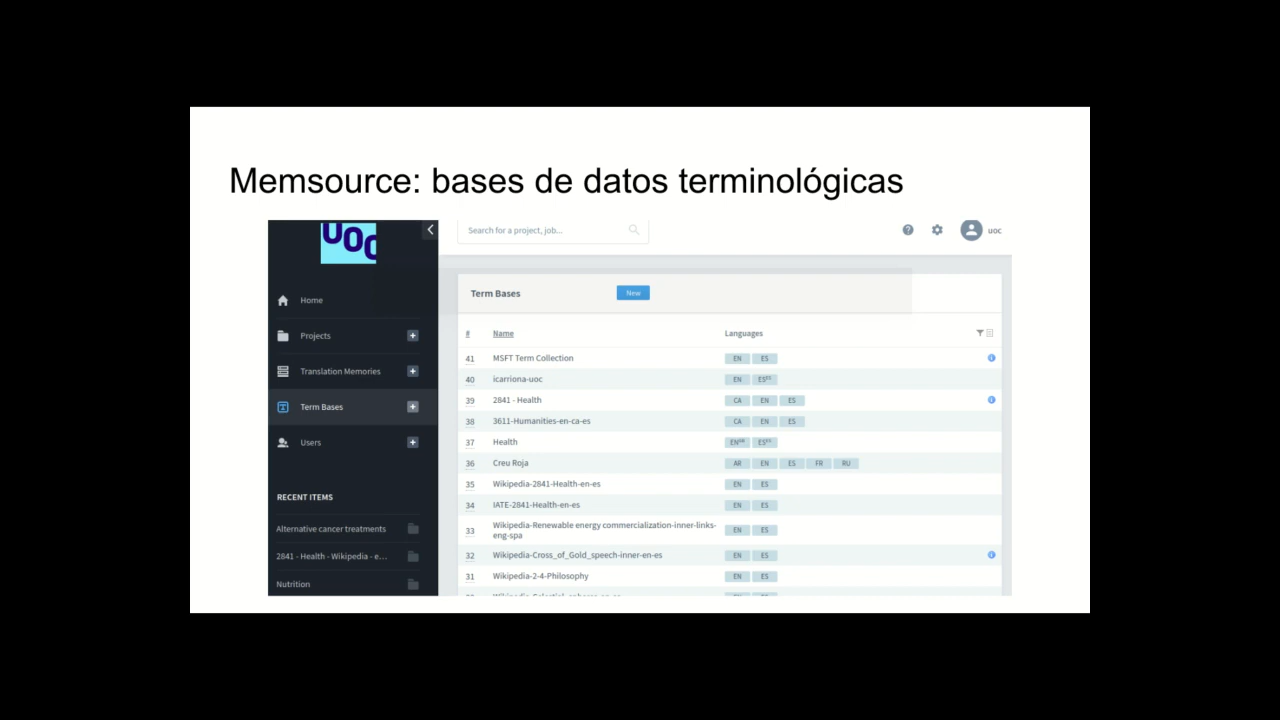 Memsource: bases de datos terminológicas
UOC
Search for a project, job...
uoc
Home
Projects
Translation Memories
Term Bases
Users
RECENT ITEMS
Alternative cancer treatments
2841 - Health - Wikipedia - e...
Nutrition
Term Bases New
# Name Languages
41 MSFT Term Collection EN ES
40 icarriona-uoc EN ES^ES
39 2841 - Health CA EN ES
38 3611-Humanities-en-ca-es CA EN ES
37 Health EN^GB ES^ES
36 Creu Roja AR EN ES FR RU
35 Wikipedia-2841-Health-en-es EN ES
34 IATE-2841-Health-en-es EN ES
33 Wikipedia-Renewable energy commercialization-inner-links-
eng-spa EN ES
32 Wikipedia-Cross_of_Gold_speech-inner-en-es EN ES
31 Wikipedia-2-4-Philosophy EN ES